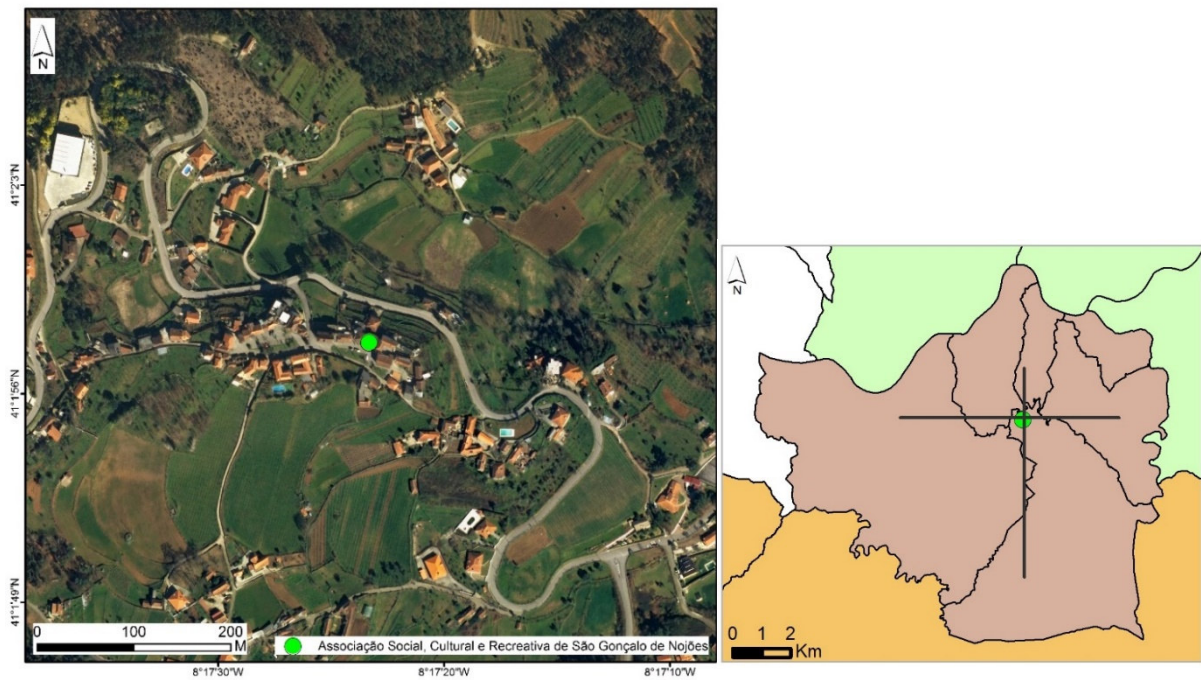 N
41°2'3"N
41°1'56"N
41°1'49"N
0 100 200
M
Associação Social, Cultural e Recreativa de São Gonçalo de Nojões
8°17'30"W 8°17'20"W 8°17'10"W
N
0 1 2
Km